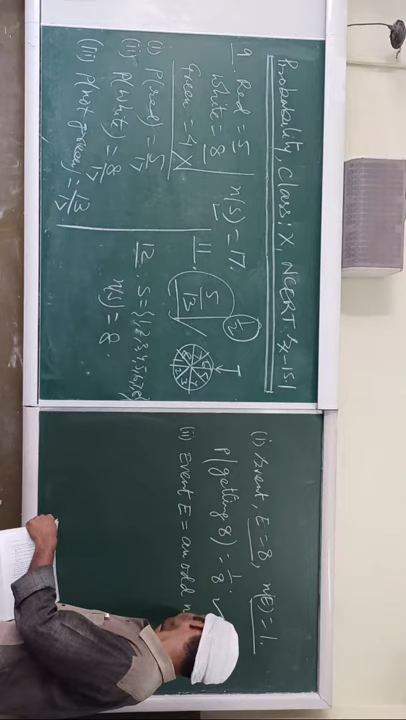 Probability, Class: X, NCERT Ex-15.1
9. Red = 5
White = 8
Green = 4
n(s) = 17.
(i) P(red) = 5/17
(ii) P(white) = 8/17
(iii) P(not green) = 13/17
11. 5/13
1/2
12. S = {1,2,3,4,5,6,7,8}
n(s) = 8.
(i) Event, E = 8, n(E) = 1.
P(getting 8) = 1/8
(ii) Event E = an odd n